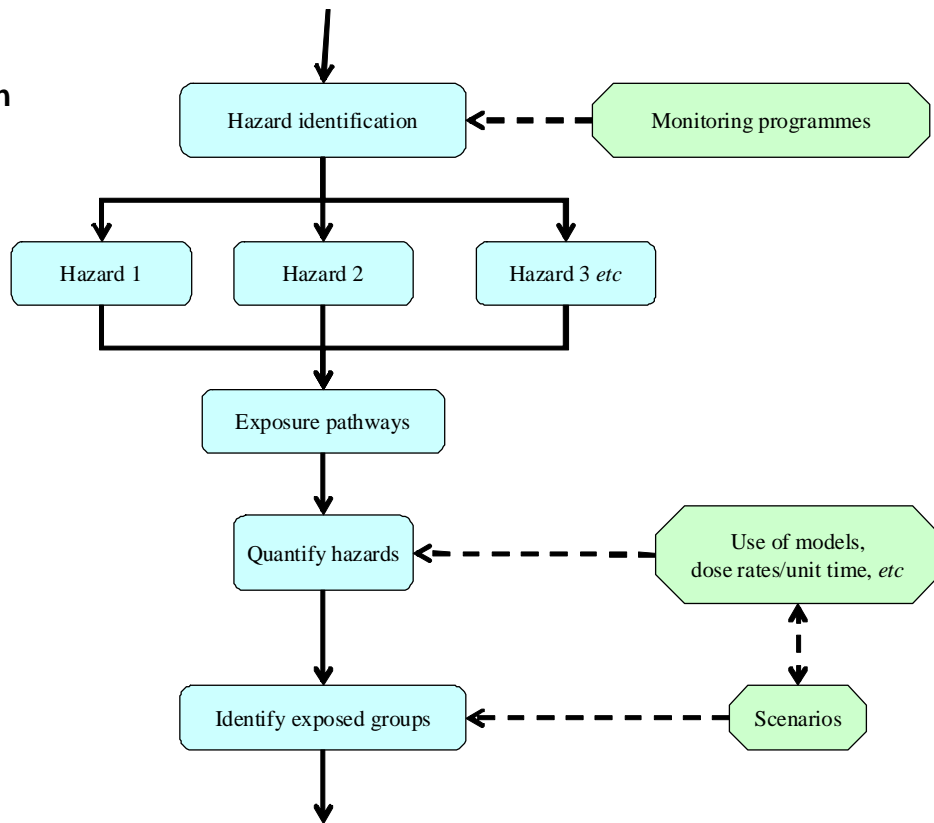 n
Hazard identification
Monitoring programmes
Hazard 1
Hazard 2
Hazard 3 etc
Exposure pathways
Quantify hazards
Use of models,
dose rates/unit time, etc
Identify exposed groups
Scenarios